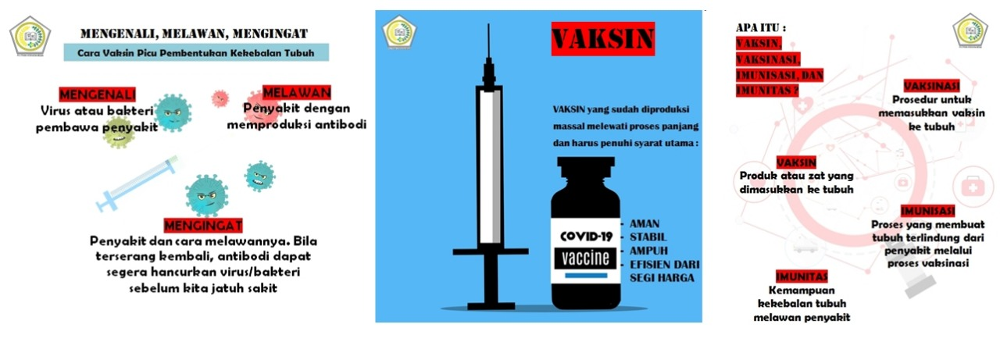 MENGENALI, MELAWAN, MENGINGAT
Cara Vaksin Picu Pembentukan Kekebalan Tubuh
MENGENALI
Virus atau bakteri
pembawa penyakit
MELAWAN
Penyakit dengan
memproduksi antibodi
MENGINGAT
Penyakit dan cara melawannya. Bila
terserang kembali, antibodi dapat
segera hancurkan virus/bakteri
sebelum kita jatuh sakit
VAKSIN
VAKSIN yang sudah diproduksi
massal melewati proses panjang
dan harus penuhi syarat utama :
COVID-19
vaccine
- AMAN
- STABIL
- AMPUH
- EFISIEN DARI
SEGI HARGA
APA ITU :
VAKSIN,
VAKSINASI,
IMUNISASI, DAN
IMUNITAS ?
VAKSINASI
Prosedur untuk
memasukkan vaksin
ke tubuh
VAKSIN
Produk atau zat yang
dimasukkan ke tubuh
IMUNISASI
Proses yang membuat
tubuh terlindung dari
penyakit melalui
proses vaksinasi
IMUNITAS
Kemampuan
kekebalan tubuh
melawan penyakit